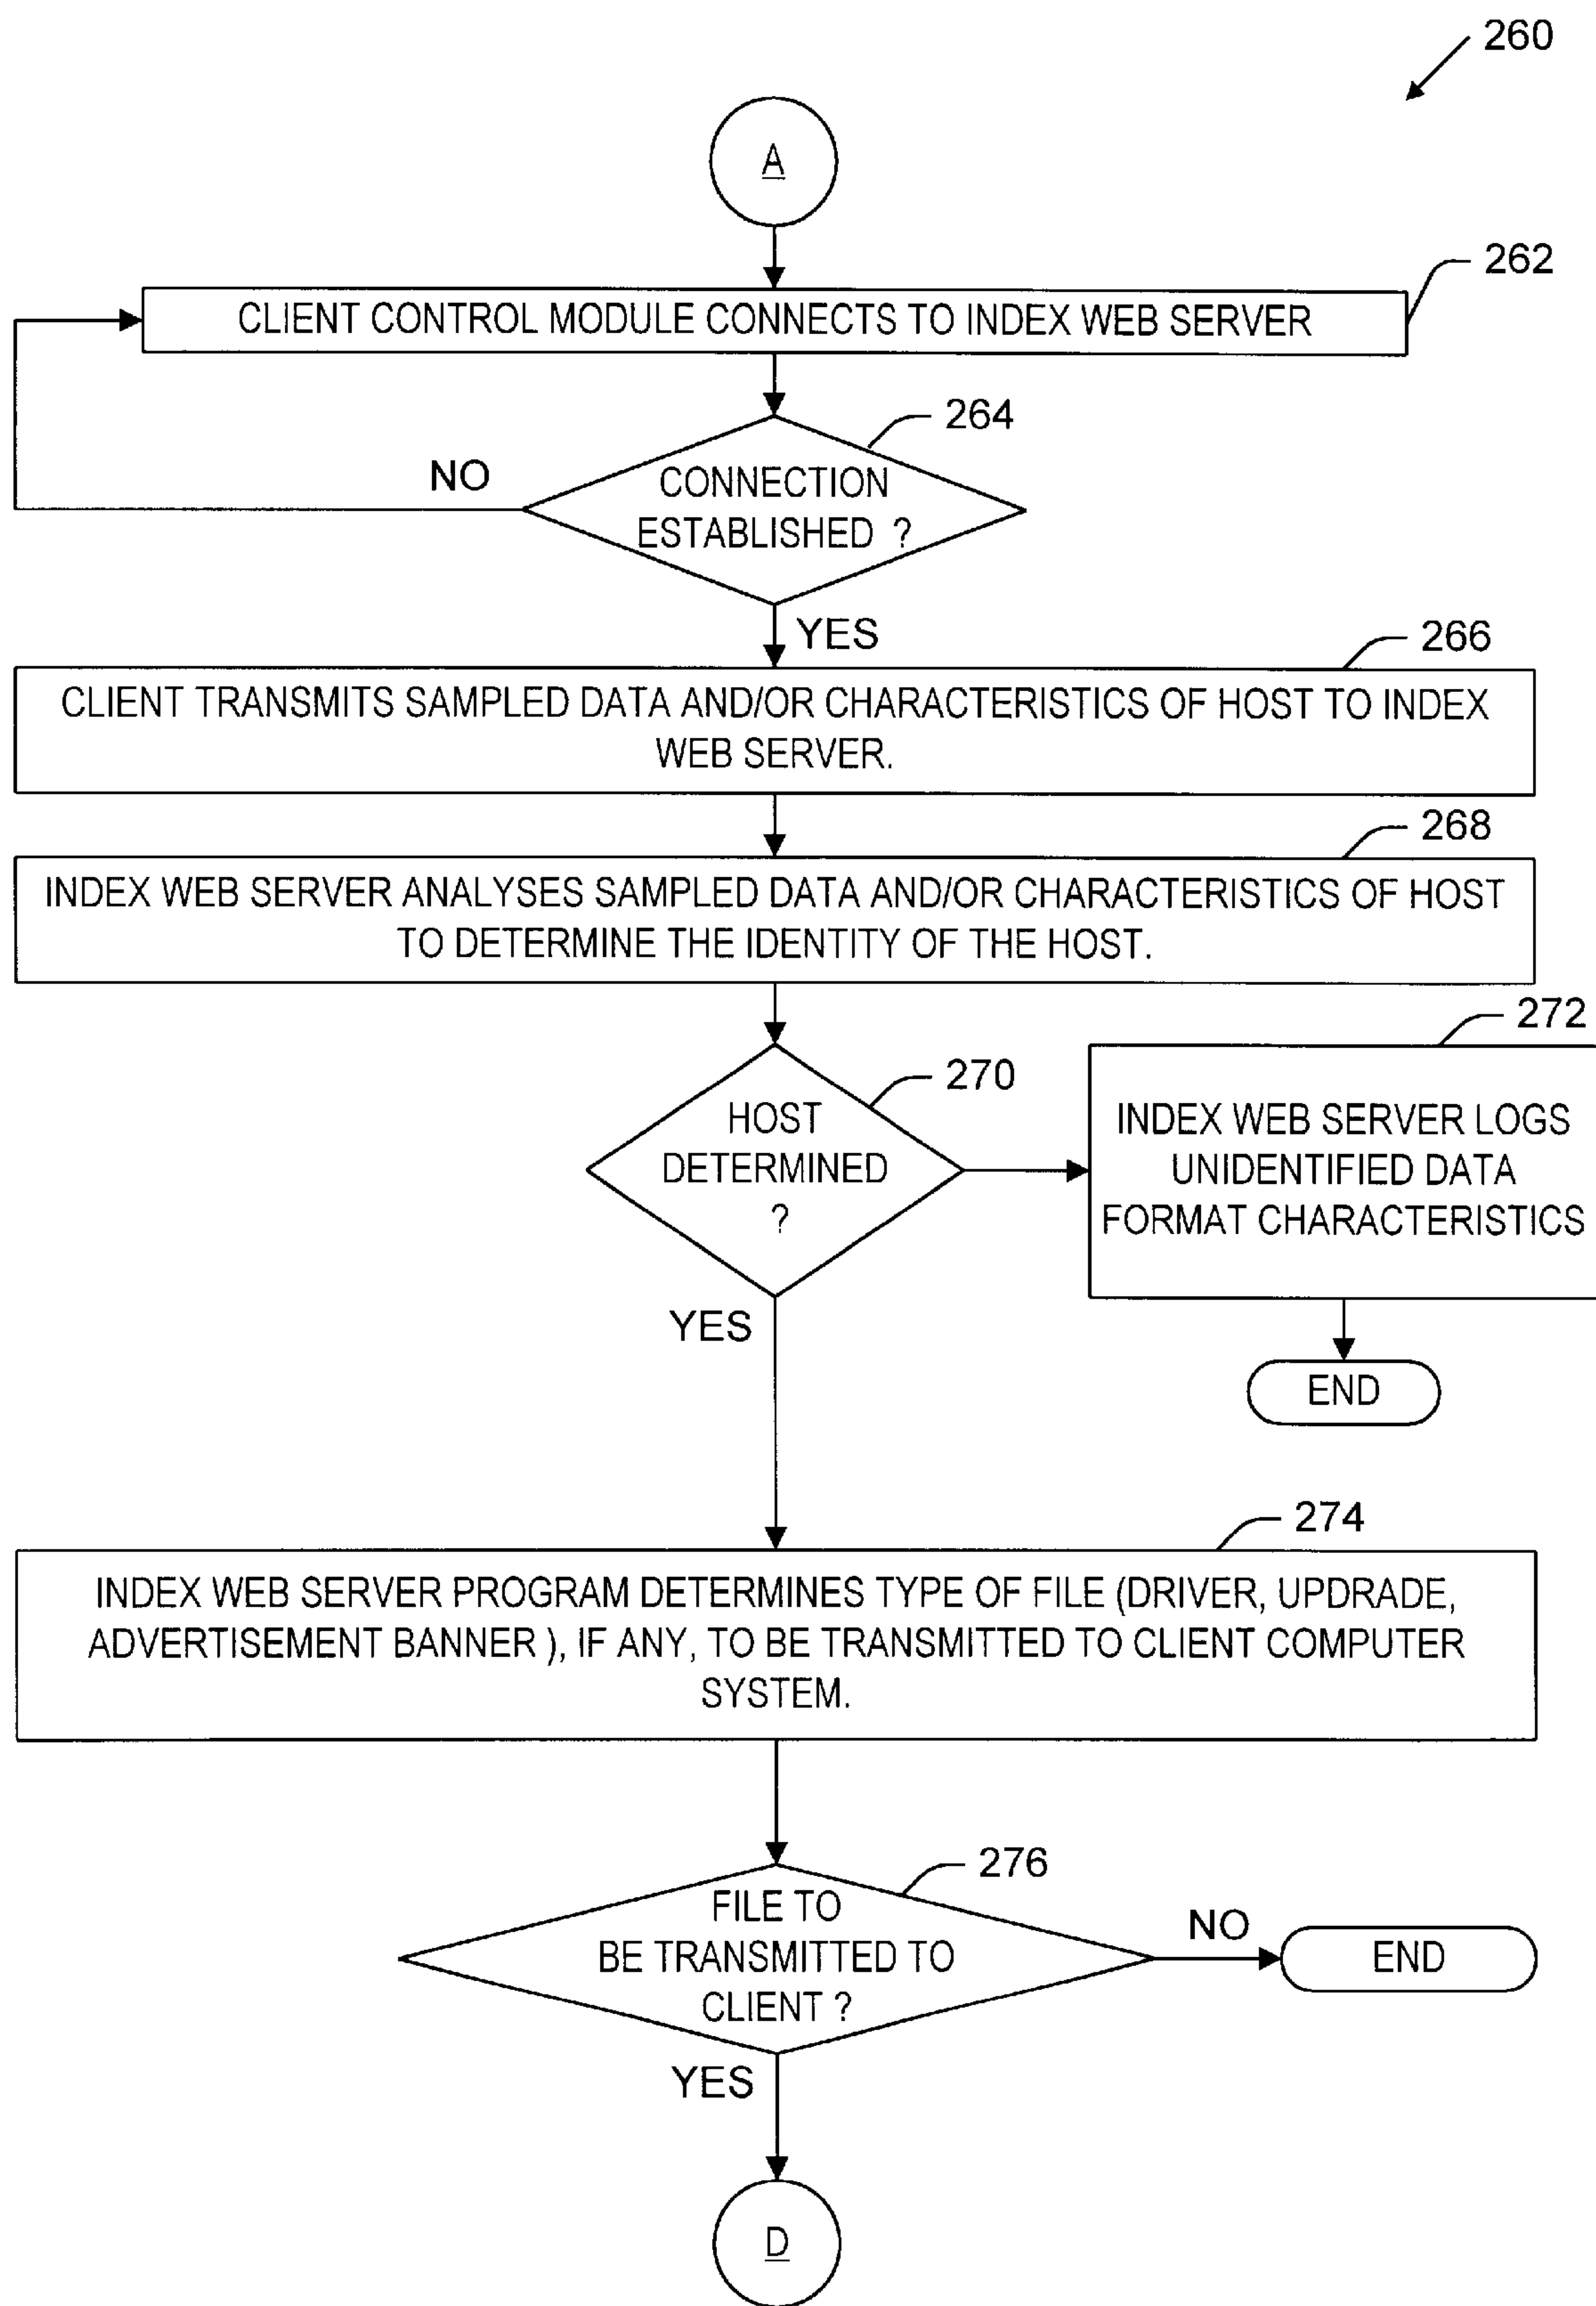 260
A
262
CLIENT CONTROL MODULE CONNECTS TO INDEX WEB SERVER
264
NO
CONNECTION
ESTABLISHED ?
YES
266
CLIENT TRANSMITS SAMPLED DATA AND/OR CHARACTERISTICS OF HOST TO INDEX
WEB SERVER.
268
INDEX WEB SERVER ANALYSES SAMPLED DATA AND/OR CHARACTERISTICS OF HOST
TO DETERMINE THE IDENTITY OF THE HOST.
270
HOST
DETERMINED
?
272
INDEX WEB SERVER LOGS
UNIDENTIFIED DATA
FORMAT CHARACTERISTICS
YES
END
274
INDEX WEB SERVER PROGRAM DETERMINES TYPE OF FILE (DRIVER, UPDRADE,
ADVERTISEMENT BANNER ), IF ANY, TO BE TRANSMITTED TO CLIENT COMPUTER
SYSTEM.
276
FILE TO
BE TRANSMITTED TO
CLIENT ?
NO
END
YES
D